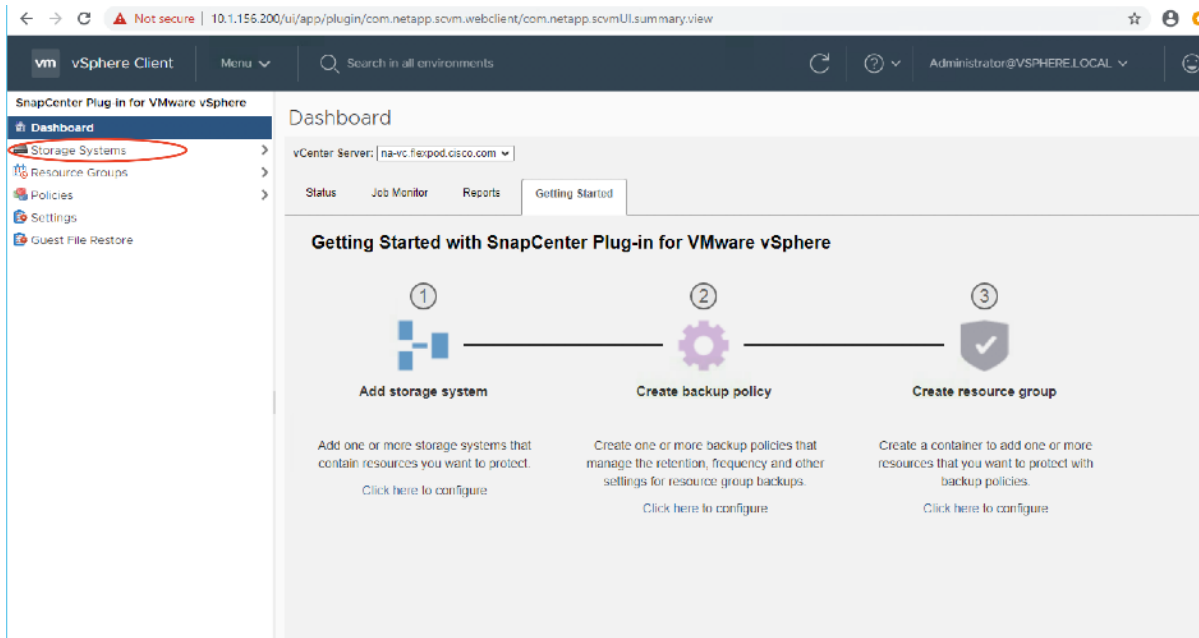 Not secure | 10.1.156.200/ui/app/plugin/com.netapp.scvm.webclient/com.netapp.scvmUI.summary.view
vm vSphere Client Menu Search in all environments Administrator@VSPHERE.LOCAL
SnapCenter Plug-in for VMware vSphere
Dashboard
Storage Systems
Resource Groups
Policies
Settings
Guest File Restore
Dashboard
vCenter Server: na-vc.flexpod.cisco.com
Status Job Monitor Reports Getting Started
Getting Started with SnapCenter Plug-in for VMware vSphere
1 2 3
Add storage system
Add one or more storage systems that
contain resources you want to protect.
Click here to configure
Create backup policy
Create one or more backup policies that
manage the retention, frequency and other
settings for resource group backups.
Click here to configure
Create resource group
Create a container to add one or more
resources that you want to protect with
backup policies.
Click here to configure